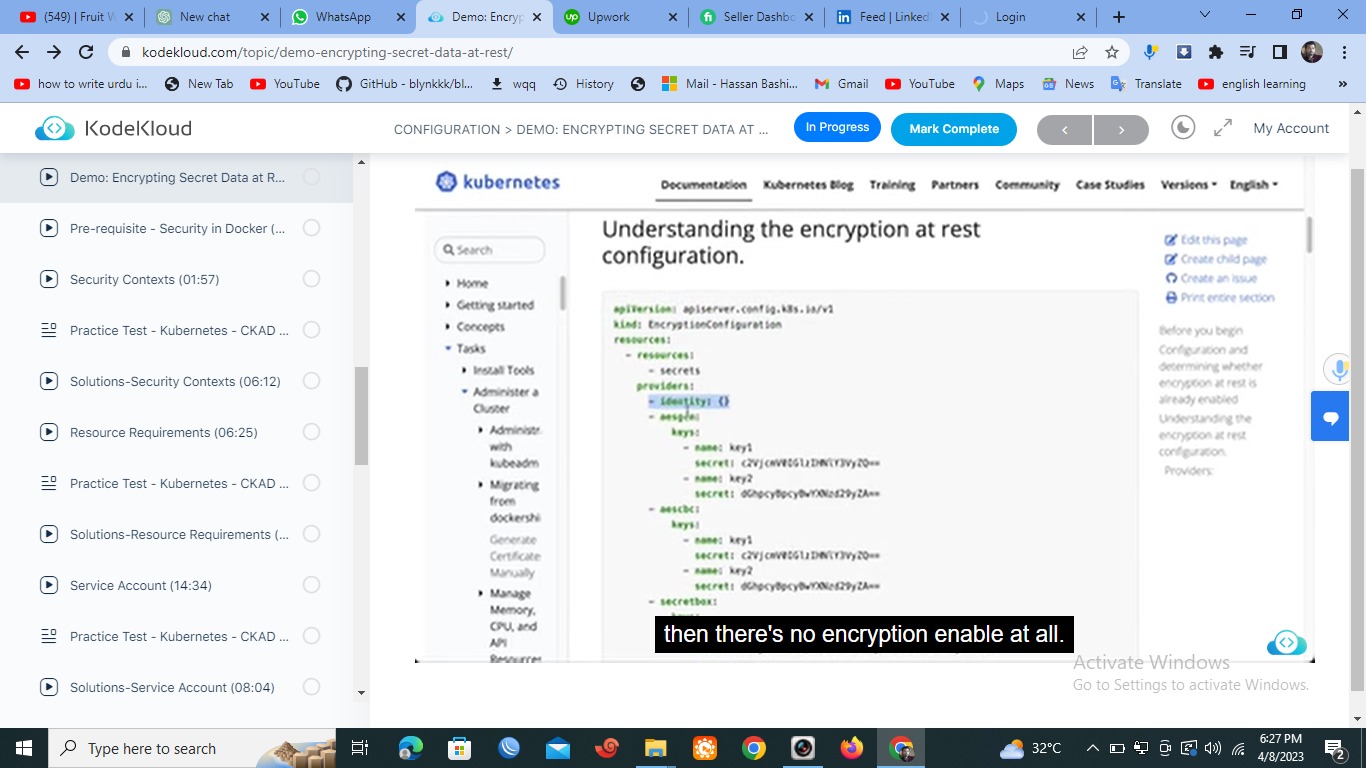 (549) | Fruit W
New chat
WhatsApp
Demo: Encryp
Upwork
Seller Dashbo
Feed | LinkedI
Login
kodekloud.com/topic/demo-encrypting-secret-data-at-rest/
how to write urdu i...
New Tab
YouTube
GitHub - blynkkk/bl...
wqq
History
Mail - Hassan Bashi...
Gmail
YouTube
Maps
News
Translate
english learning
»
KodeKloud
CONFIGURATION > DEMO: ENCRYPTING SECRET DATA AT ...
In Progress
Mark Complete
My Account
Demo: Encrypting Secret Data at R...
Pre-requisite - Security in Docker (...
Security Contexts (01:57)
Practice Test - Kubernetes - CKAD ...
Solutions-Security Contexts (06:12)
Resource Requirements (06:25)
Practice Test - Kubernetes - CKAD ...
Solutions-Resource Requirements (...
Service Account (14:34)
Practice Test - Kubernetes - CKAD ...
Solutions-Service Account (08:04)
kubernetes
Documentation
Kubernetes Blog
Training
Partners
Community
Case Studies
Versions
English
Search
Home
Getting started
Concepts
Tasks
Install Tools
Administer a
Cluster
Administr
with
kubeadm
Migrating
from
dockershi
Generate
Certificate
Manually
Manage
Memory,
CPU, and
API
Resources
Understanding the encryption at rest
configuration.
apiVersion: apiserver.config.k8s.io/v1
kind: EncryptionConfiguration
resources:
- resources:
- secrets
providers:
- identity: {}
- aesgcm:
keys:
- name: key1
secret:
- name: key2
secret:
- aescbc:
keys:
- name: key1
secret:
- name: key2
secret:
- secretbox:
Edit this page
Create child page
Create an issue
Print entire section
Before you begin
Configuration and
determining whether
encryption at rest is
already enabled
Understanding the
encryption at rest
configuration.
Providers:
then there's no encryption enable at all.
Activate Windows
Go to Settings to activate Windows.
Type here to search
32°C
6:27 PM
4/8/2023
2